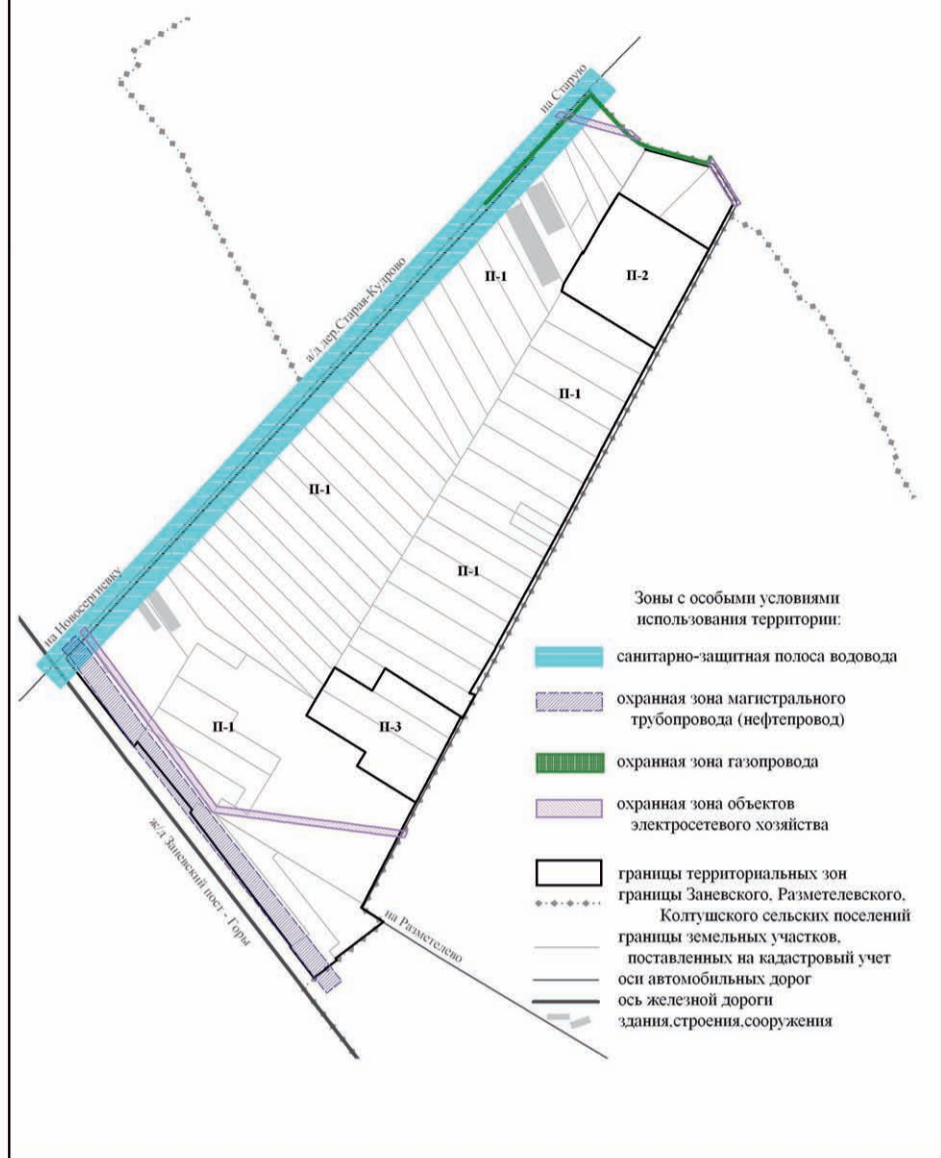 на Старую
а/д дер.Старая-Кудрово
П-1
П-2
П-1
П-1
П-1
на Новосергиевку
П-1
П-3
ж/д Заневский пост - Горы
на Разметелево
Зоны с особыми условиями
использования территории:
санитарно-защитная полоса водовода
охранная зона магистрального
трубопровода (нефтепровод)
охранная зона газопровода
охранная зона объектов
электросетевого хозяйства
границы территориальных зон
границы Заневского, Разметелевского,
Колтушского сельских поселений
границы земельных участков,
поставленных на кадастровый учет
оси автомобильных дорог
ось железной дороги
здания,строения,сооружения